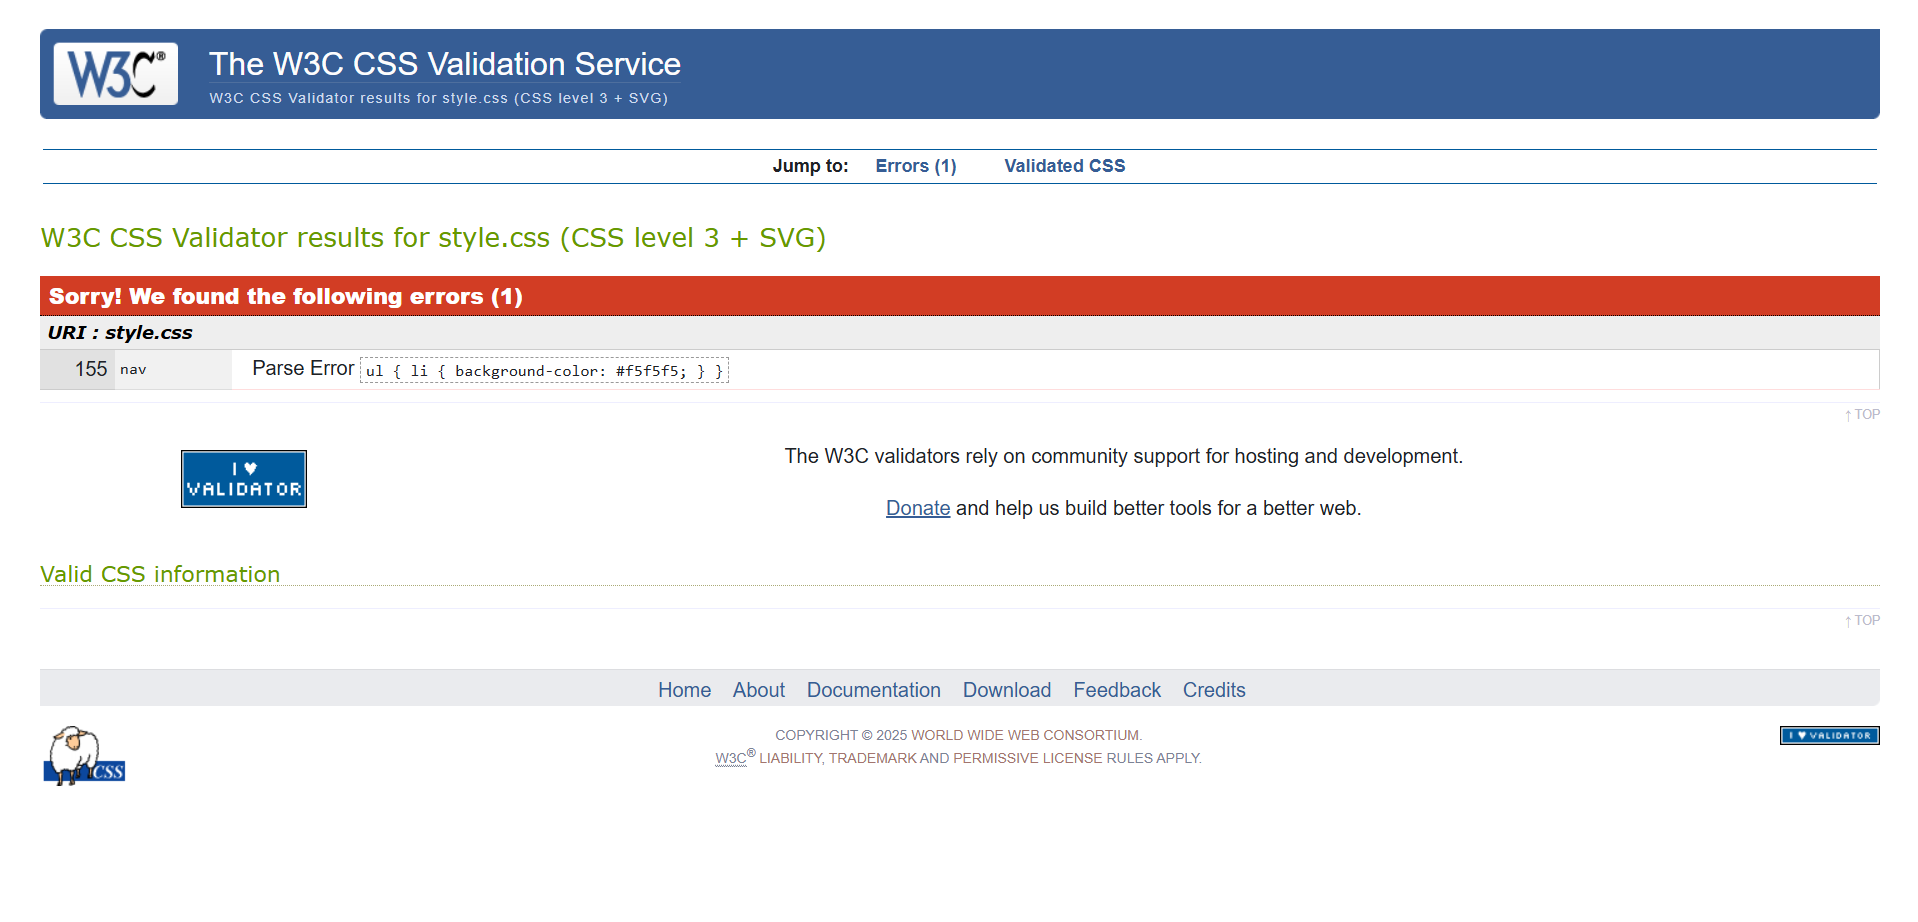 W3C®
The W3C CSS Validation Service
W3C CSS Validator results for style.css (CSS level 3 + SVG)
Jump to: Errors (1) Validated CSS
W3C CSS Validator results for style.css (CSS level 3 + SVG)
Sorry! We found the following errors (1)
URI : style.css
155 nav Parse Error ul { li { background-color: #f5f5f5; } }
↑ TOP
I ♥
VALIDATOR
The W3C validators rely on community support for hosting and development.
Donate and help us build better tools for a better web.
Valid CSS information
↑ TOP
Home About Documentation Download Feedback Credits
CSS
COPYRIGHT © 2025 WORLD WIDE WEB CONSORTIUM.
W3C® LIABILITY, TRADEMARK AND PERMISSIVE LICENSE RULES APPLY.
I ♥ VALIDATOR